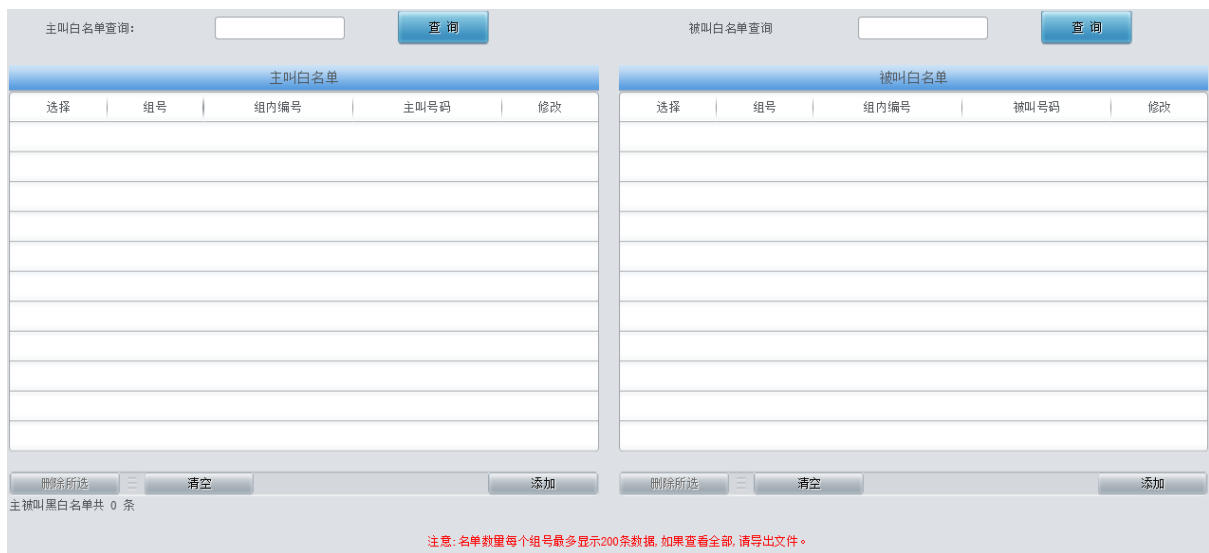 主叫白名单查询: 查 询 被叫白名单查询 查 询
主叫白名单 被叫白名单
选择 组号 组内编号 主叫号码 修改 选择 组号 组内编号 被叫号码 修改
删除所选 清空 添加 删除所选 清空 添加
主被叫黑白名单共 0 条
注意:名单数量每个组号最多显示200条数据,如果查看全部,请导出文件。